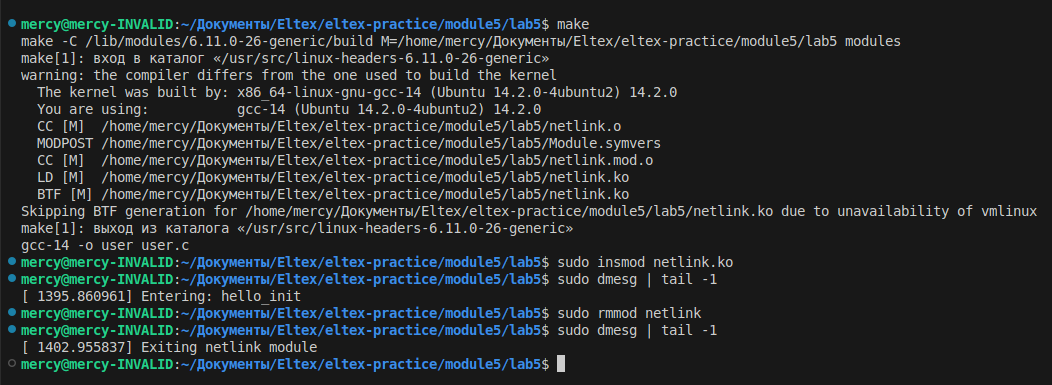 mercy@mercy-INVALID:~/Документы/Eltex/eltex-practice/module5/lab5$ make
make -C /lib/modules/6.11.0-26-generic/build M=/home/mercy/Документы/Eltex/eltex-practice/module5/lab5 modules
make[1]: вход в каталог «/usr/src/linux-headers-6.11.0-26-generic»
warning: the compiler differs from the one used to build the kernel
  The kernel was built by: x86_64-linux-gnu-gcc-14 (Ubuntu 14.2.0-4ubuntu2) 14.2.0
  You are using:           gcc-14 (Ubuntu 14.2.0-4ubuntu2) 14.2.0
  CC [M]  /home/mercy/Документы/Eltex/eltex-practice/module5/lab5/netlink.o
  MODPOST /home/mercy/Документы/Eltex/eltex-practice/module5/lab5/Module.symvers
  CC [M]  /home/mercy/Документы/Eltex/eltex-practice/module5/lab5/netlink.mod.o
  LD [M]  /home/mercy/Документы/Eltex/eltex-practice/module5/lab5/netlink.ko
  BTF [M] /home/mercy/Документы/Eltex/eltex-practice/module5/lab5/netlink.ko
Skipping BTF generation for /home/mercy/Документы/Eltex/eltex-practice/module5/lab5/netlink.ko due to unavailability of vmlinux
make[1]: выход из каталога «/usr/src/linux-headers-6.11.0-26-generic»
gcc-14 -o user user.c
mercy@mercy-INVALID:~/Документы/Eltex/eltex-practice/module5/lab5$ sudo insmod netlink.ko
mercy@mercy-INVALID:~/Документы/Eltex/eltex-practice/module5/lab5$ sudo dmesg | tail -1
[ 1395.860961] Entering: hello_init
mercy@mercy-INVALID:~/Документы/Eltex/eltex-practice/module5/lab5$ sudo rmmod netlink
mercy@mercy-INVALID:~/Документы/Eltex/eltex-practice/module5/lab5$ sudo dmesg | tail -1
[ 1402.955837] Exiting netlink module
mercy@mercy-INVALID:~/Документы/Eltex/eltex-practice/module5/lab5$